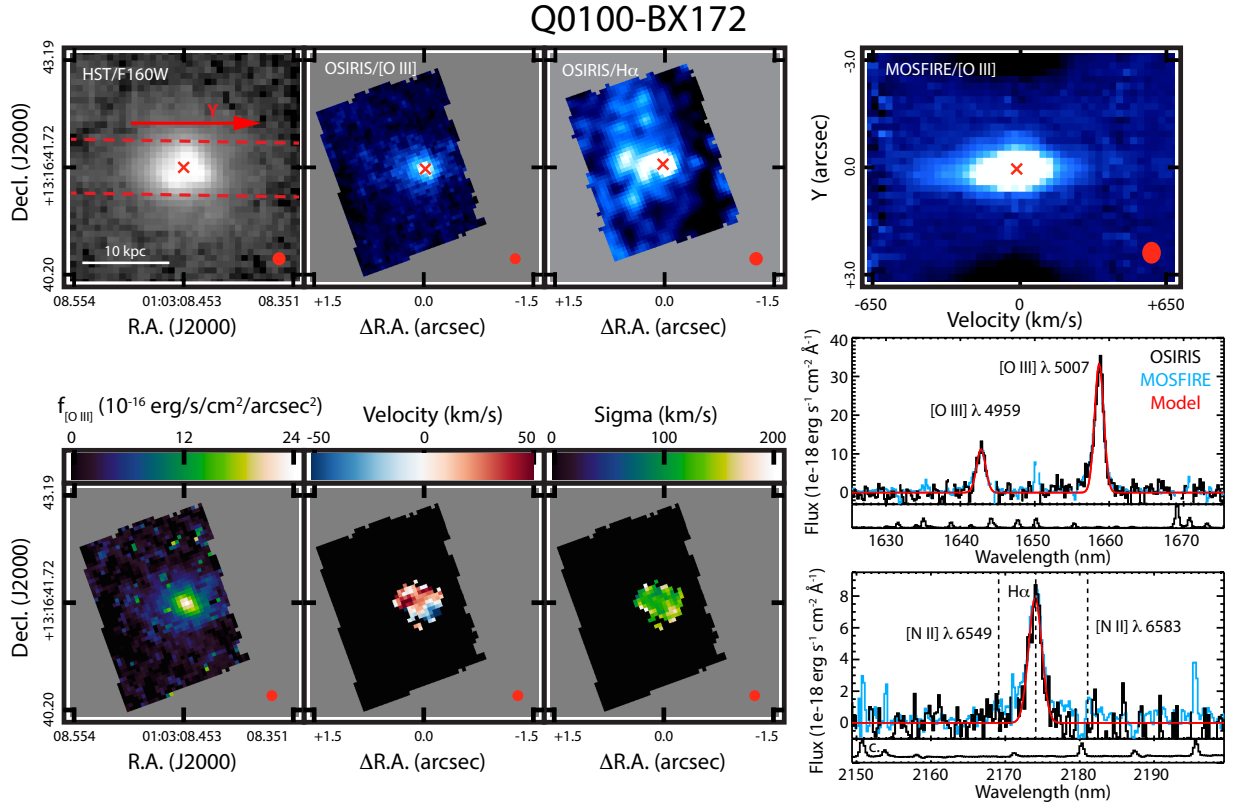 Q0100-BX172
HST/F160W
Y
10 kpc
43.19
+13:16:41.72
40.20
Decl. (J2000)
08.554 01:03:08.453 08.351
R.A. (J2000)
OSIRIS/[O III]
+1.5 0.0 -1.5
ΔR.A. (arcsec)
OSIRIS/Hα
+1.5 0.0 -1.5
ΔR.A. (arcsec)
MOSFIRE/[O III]
-3.0
0.0
+3.0
Y (arcsec)
-650 0 +650
Velocity (km/s)
f[O III] (10-16 erg/s/cm2/arcsec2)
0 12 24
43.19
+13:16:41.72
40.20
Decl. (J2000)
08.554 01:03:08.453 08.351
R.A. (J2000)
Velocity (km/s)
-50 0 50
+1.5 0.0 -1.5
ΔR.A. (arcsec)
Sigma (km/s)
0 100 200
+1.5 0.0 -1.5
ΔR.A. (arcsec)
Flux (1e-18 erg s-1 cm-2 Å-1)
40
30
20
10
0
[O III] λ 5007
[O III] λ 4959
OSIRIS
MOSFIRE
Model
1630 1640 1650 1660 1670
Wavelength (nm)
Flux (1e-18 erg s-1 cm-2 Å-1)
8
6
4
2
0
Hα
[N II] λ 6549
[N II] λ 6583
c.
2150 2160 2170 2180 2190
Wavelength (nm)